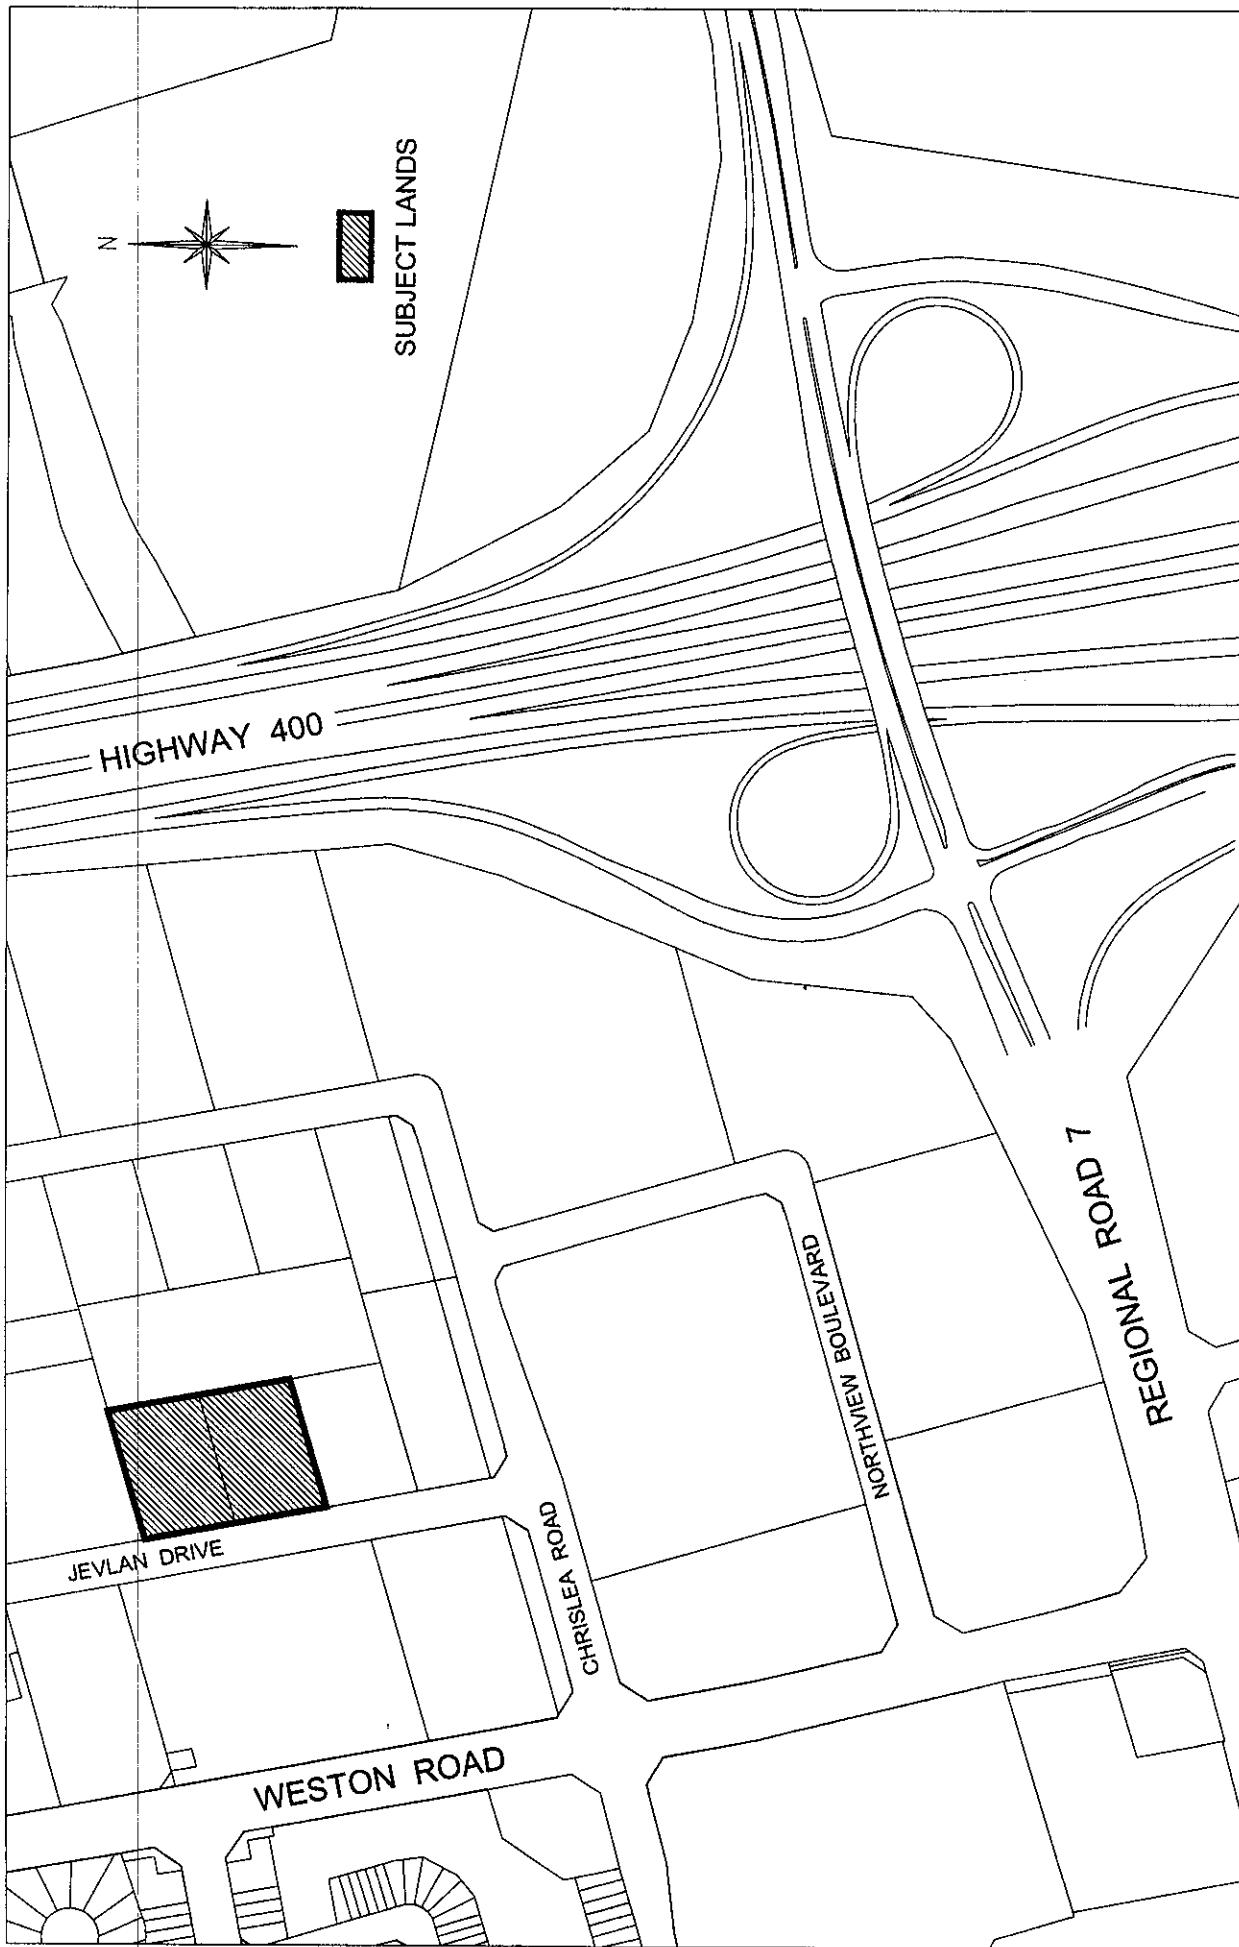 N
SUBJECT LANDS
HIGHWAY 400
JEVLAN DRIVE
CHRISLEA ROAD
NORTHVIEW BOULEVARD
REGIONAL ROAD 7
WESTON ROAD